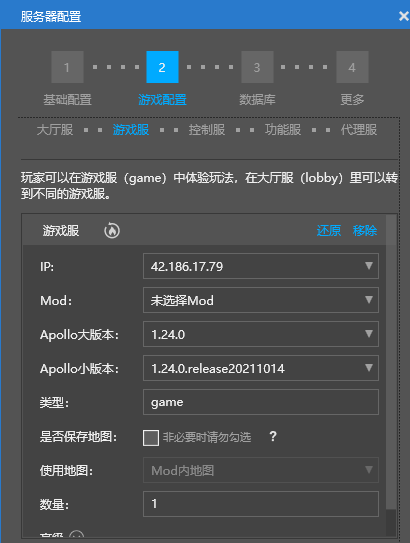 服务器配置
1 2 3 4
基础配置 游戏配置 数据库 更多
大厅服 游戏服 控制服 功能服 代理服
玩家可以在游戏服（game）中体验玩法，在大厅服（lobby）里可以转
到不同的游戏服。
游戏服 还原 移除
IP: 42.186.17.79
Mod: 未选择Mod
Apollo大版本: 1.24.0
Apollo小版本: 1.24.0.release20211014
类型: game
是否保存地图: 非必要时请勿勾选 ?
使用地图: Mod内地图
数量: 1
高级